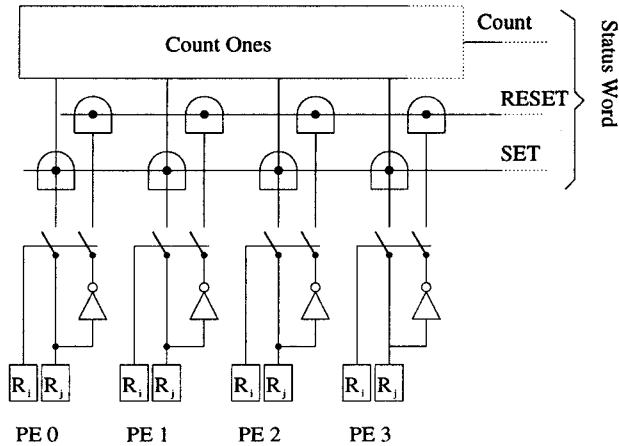 Count Ones
Count
RESET
SET
Status Word
R i R j R i R j R i R j R i R j
PE 0 PE 1 PE 2 PE 3